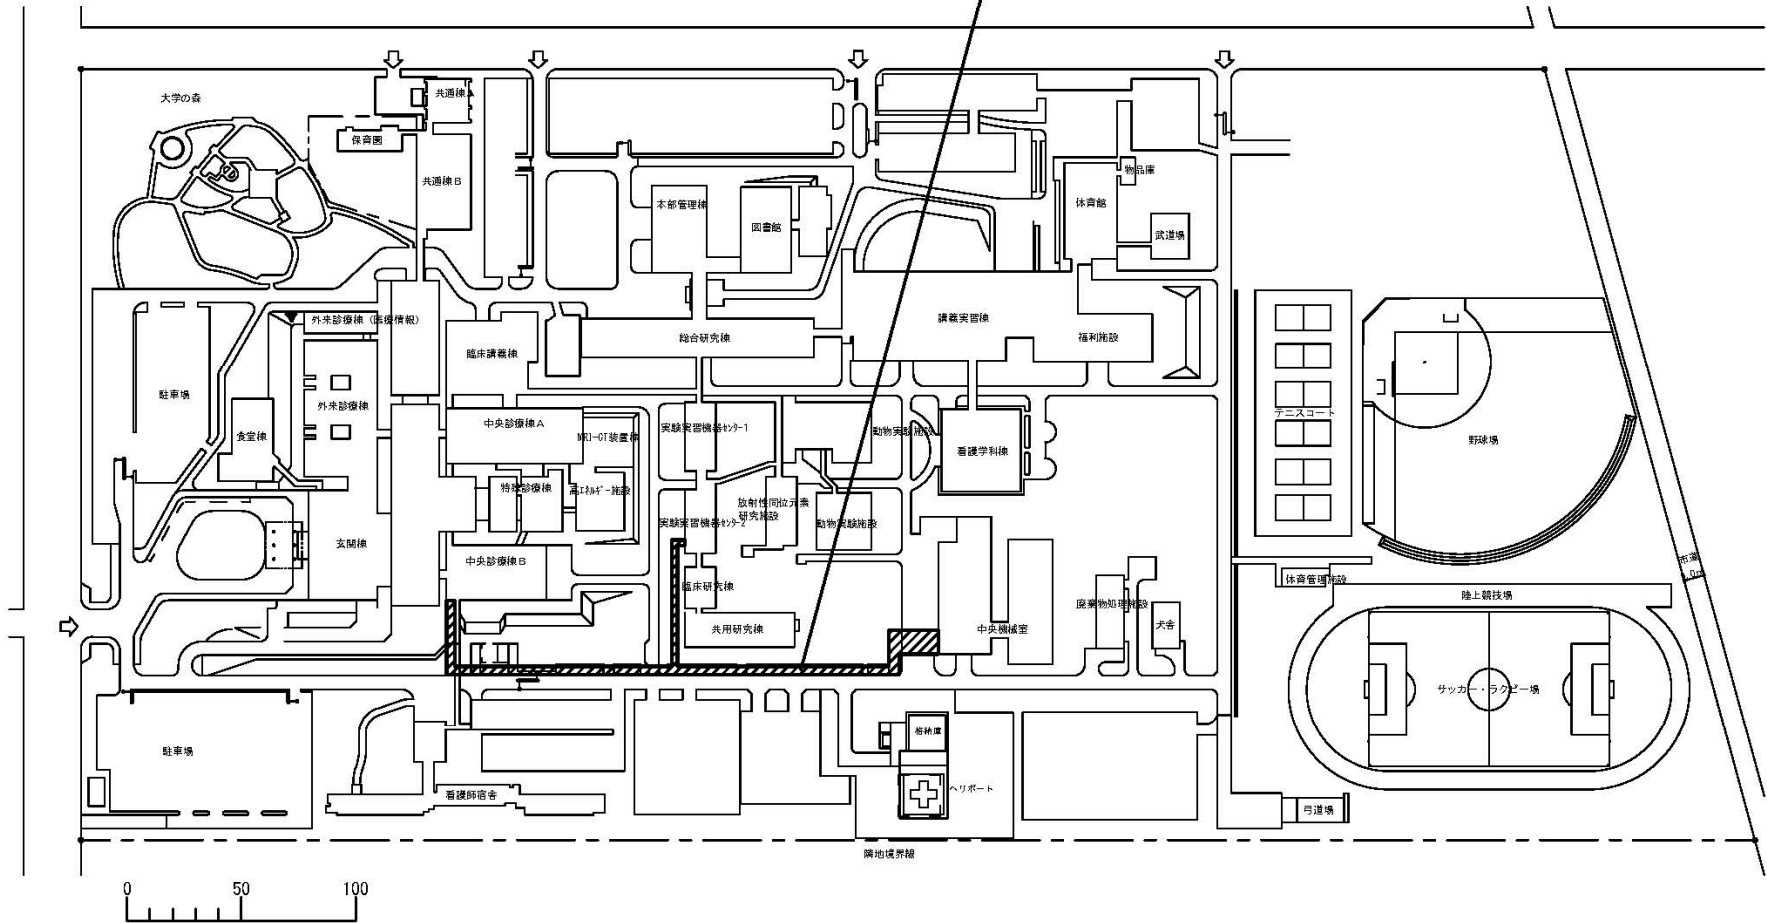 大学の森
共通棟A
保育園
共通棟B
本部管理棟
図書館
体育館
物品庫
武道場
外来診療棟(医療情報)
臨床講義棟
総合研究棟
講義実習棟
福利施設
駐車場
外来診療棟
食堂棟
中央診療棟A
MRI-CT装置棟
実験実習機器センター1
動物実験施設
看護学科棟
テニスコート
野球場
特殊診療棟
高エネルギー施設
放射性同位元素
研究施設
実験実習機器センター2
動物実験施設
玄関棟
中央診療棟B
臨床研究棟
共用研究棟
中央機械室
廃棄物処理施設
犬舎
体育管理施設
陸上競技場
市道
サッカー・ラクビー場
駐車場
格納庫
ヘリポート
看護師宿舎
弓道場
隣地境界線
0 50 100